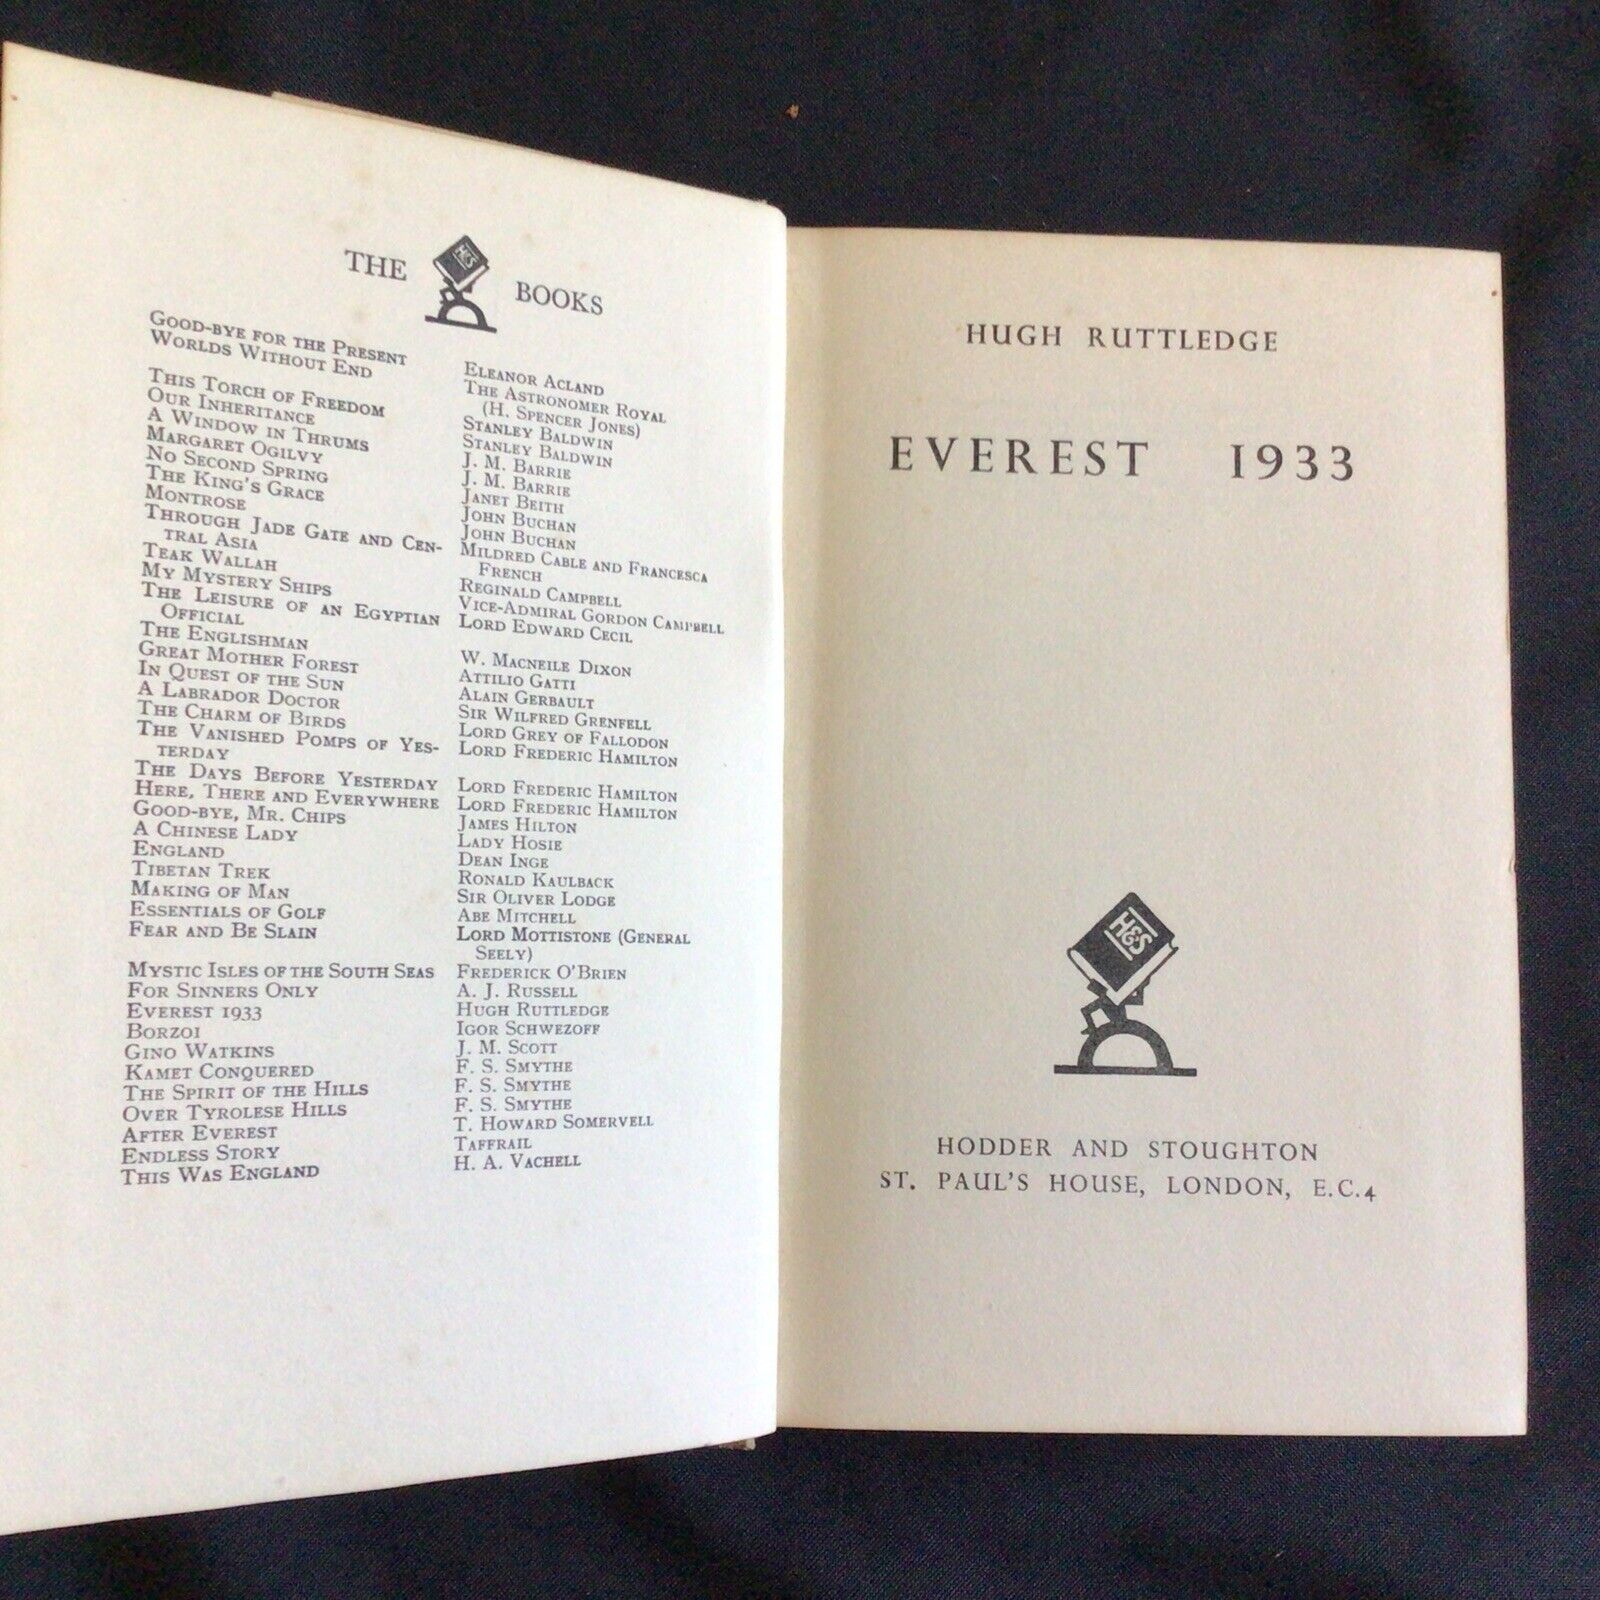 THE H&S BOOKS
GOOD-BYE FOR THE PRESENT ELEANOR ACLAND
WORLDS WITHOUT END THE ASTRONOMER ROYAL
(H. SPENCER JONES)
THIS TORCH OF FREEDOM STANLEY BALDWIN
OUR INHERITANCE STANLEY BALDWIN
A WINDOW IN THRUMS J. M. BARRIE
MARGARET OGILVY J. M. BARRIE
NO SECOND SPRING JANET BEITH
THE KING'S GRACE JOHN BUCHAN
MONTROSE JOHN BUCHAN
THROUGH JADE GATE AND CEN- MILDRED CABLE AND FRANCESCA
TRAL ASIA FRENCH
TEAK WALLAH REGINALD CAMPBELL
MY MYSTERY SHIPS VICE-ADMIRAL GORDON CAMPBELL
THE LEISURE OF AN EGYPTIAN LORD EDWARD CECIL
OFFICIAL
THE ENGLISHMAN W. MACNEILE DIXON
GREAT MOTHER FOREST ATTILIO GATTI
IN QUEST OF THE SUN ALAIN GERBAULT
A LABRADOR DOCTOR SIR WILFRED GRENFELL
THE CHARM OF BIRDS LORD GREY OF FALLODON
THE VANISHED POMPS OF YES- LORD FREDERIC HAMILTON
TERDAY
THE DAYS BEFORE YESTERDAY LORD FREDERIC HAMILTON
HERE, THERE AND EVERYWHERE LORD FREDERIC HAMILTON
GOOD-BYE, MR. CHIPS JAMES HILTON
A CHINESE LADY LADY HOSIE
ENGLAND DEAN INGE
TIBETAN TREK RONALD KAULBACK
MAKING OF MAN SIR OLIVER LODGE
ESSENTIALS OF GOLF ABE MITCHELL
FEAR AND BE SLAIN LORD MOTTISTONE (GENERAL
SEELY)
MYSTIC ISLES OF THE SOUTH SEAS FREDERICK O'BRIEN
FOR SINNERS ONLY A. J. RUSSELL
EVEREST 1933 HUGH RUTTLEDGE
BORZOI IGOR SCHWEZOFF
GINO WATKINS J. M. SCOTT
KAMET CONQUERED F. S. SMYTHE
THE SPIRIT OF THE HILLS F. S. SMYTHE
OVER TYROLESE HILLS F. S. SMYTHE
AFTER EVEREST T. HOWARD SOMERVELL
ENDLESS STORY TAFFRAIL
THIS WAS ENGLAND H. A. VACHELL
HUGH RUTTLEDGE
EVEREST 1933
H&S
HODDER AND STOUGHTON
ST. PAUL'S HOUSE, LONDON, E.C.4